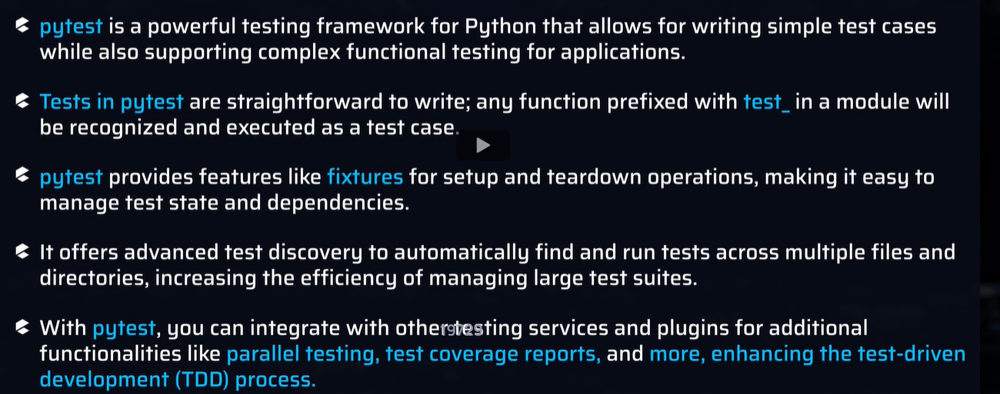 pytest is a powerful testing framework for Python that allows for writing simple test cases
while also supporting complex functional testing for applications.
Tests in pytest are straightforward to write; any function prefixed with test_ in a module will
be recognized and executed as a test case.
pytest provides features like fixtures for setup and teardown operations, making it easy to
manage test state and dependencies.
It offers advanced test discovery to automatically find and run tests across multiple files and
directories, increasing the efficiency of managing large test suites.
With pytest, you can integrate with other testing services and plugins for additional
functionalities like parallel testing, test coverage reports, and more, enhancing the test-driven
development (TDD) process.
19729